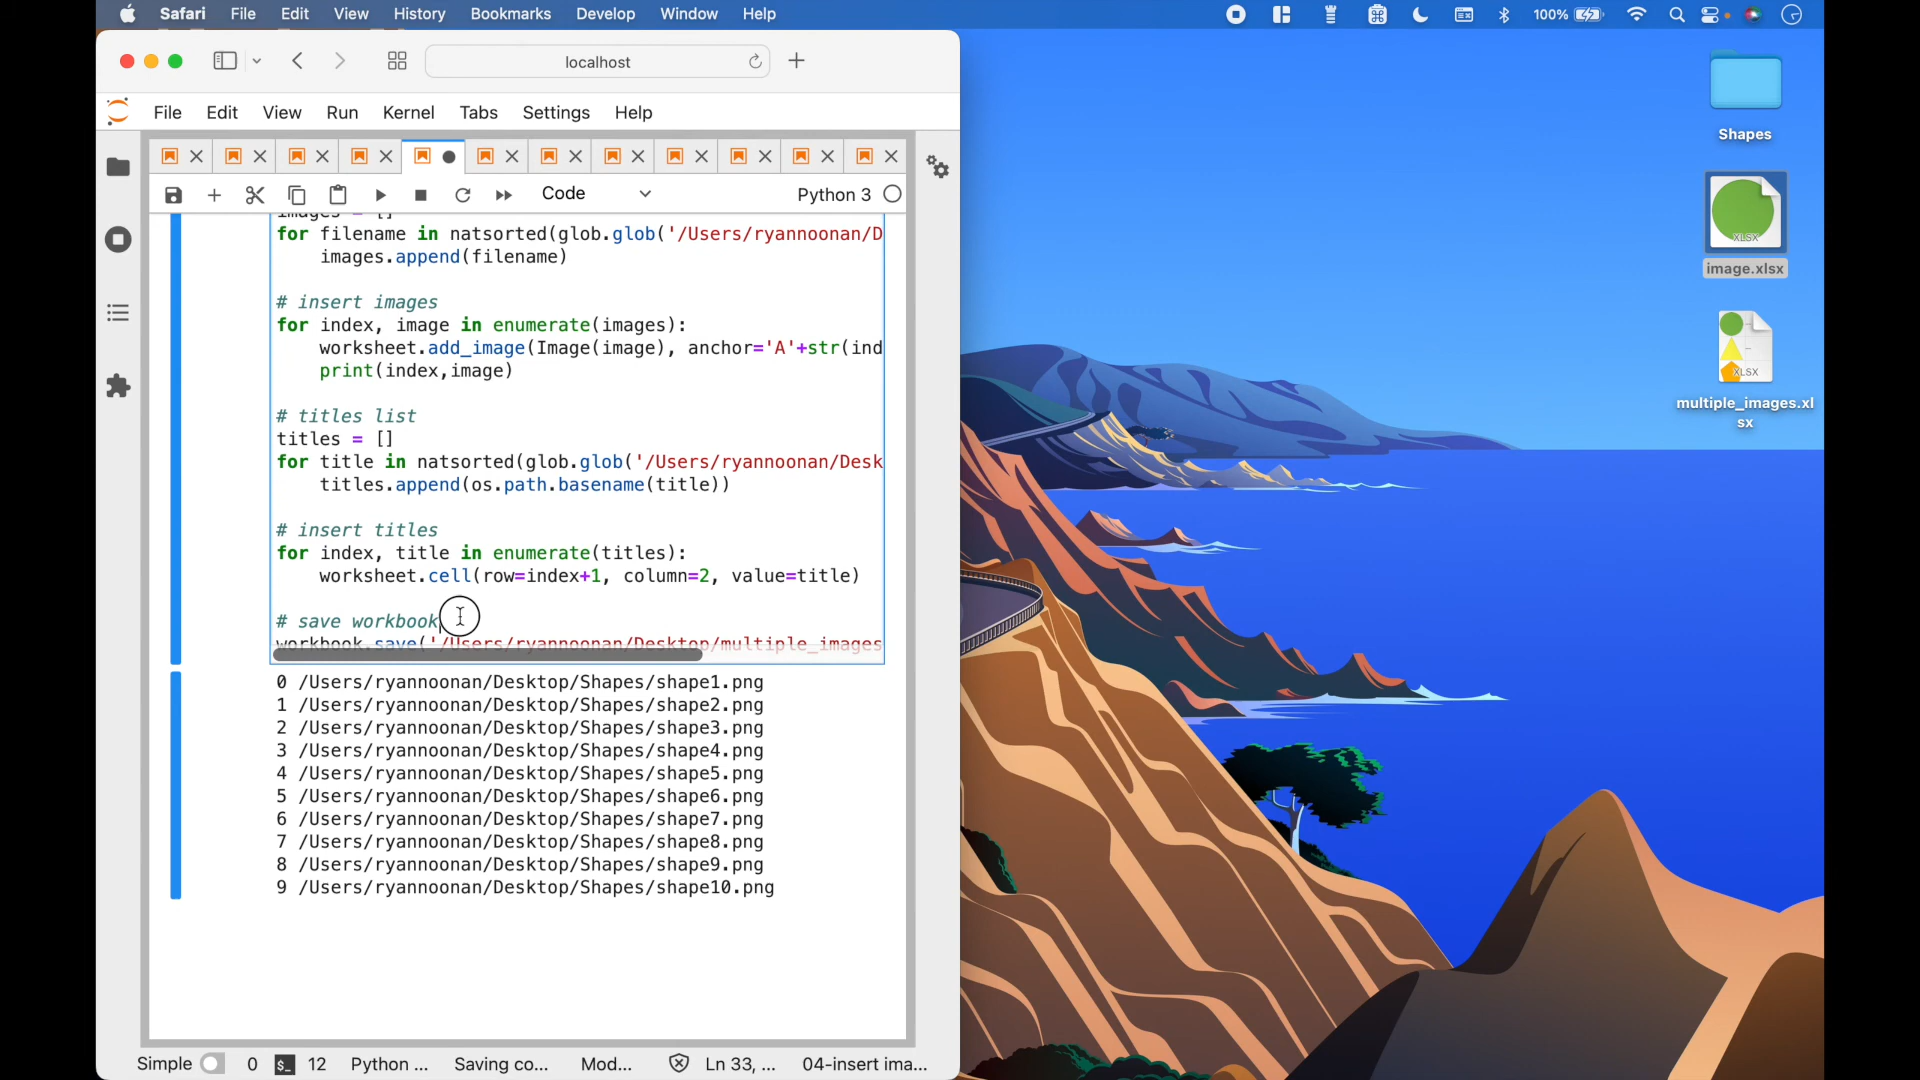 Safari File Edit View History Bookmarks Develop Window Help 100%
localhost
File Edit View Run Kernel Tabs Settings Help
Code Python 3
images = []
for filename in natsorted(glob.glob('/Users/ryannoonan/D
images.append(filename)
# insert images
for index, image in enumerate(images):
worksheet.add_image(Image(image), anchor='A'+str(ind
print(index,image)
# titles list
titles = []
for title in natsorted(glob.glob('/Users/ryannoonan/Desk
titles.append(os.path.basename(title))
# insert titles
for index, title in enumerate(titles):
worksheet.cell(row=index+1, column=2, value=title)
# save workbook
workbook.save('/Users/ryannoonan/Desktop/multiple_images
0 /Users/ryannoonan/Desktop/Shapes/shape1.png
1 /Users/ryannoonan/Desktop/Shapes/shape2.png
2 /Users/ryannoonan/Desktop/Shapes/shape3.png
3 /Users/ryannoonan/Desktop/Shapes/shape4.png
4 /Users/ryannoonan/Desktop/Shapes/shape5.png
5 /Users/ryannoonan/Desktop/Shapes/shape6.png
6 /Users/ryannoonan/Desktop/Shapes/shape7.png
7 /Users/ryannoonan/Desktop/Shapes/shape8.png
8 /Users/ryannoonan/Desktop/Shapes/shape9.png
9 /Users/ryannoonan/Desktop/Shapes/shape10.png
Simple 0 $_ 12 Python ... Saving co... Mod... Ln 33, ... 04-insert ima...
Shapes
XLSX
image.xlsx
XLSX
multiple_images.xl
sx